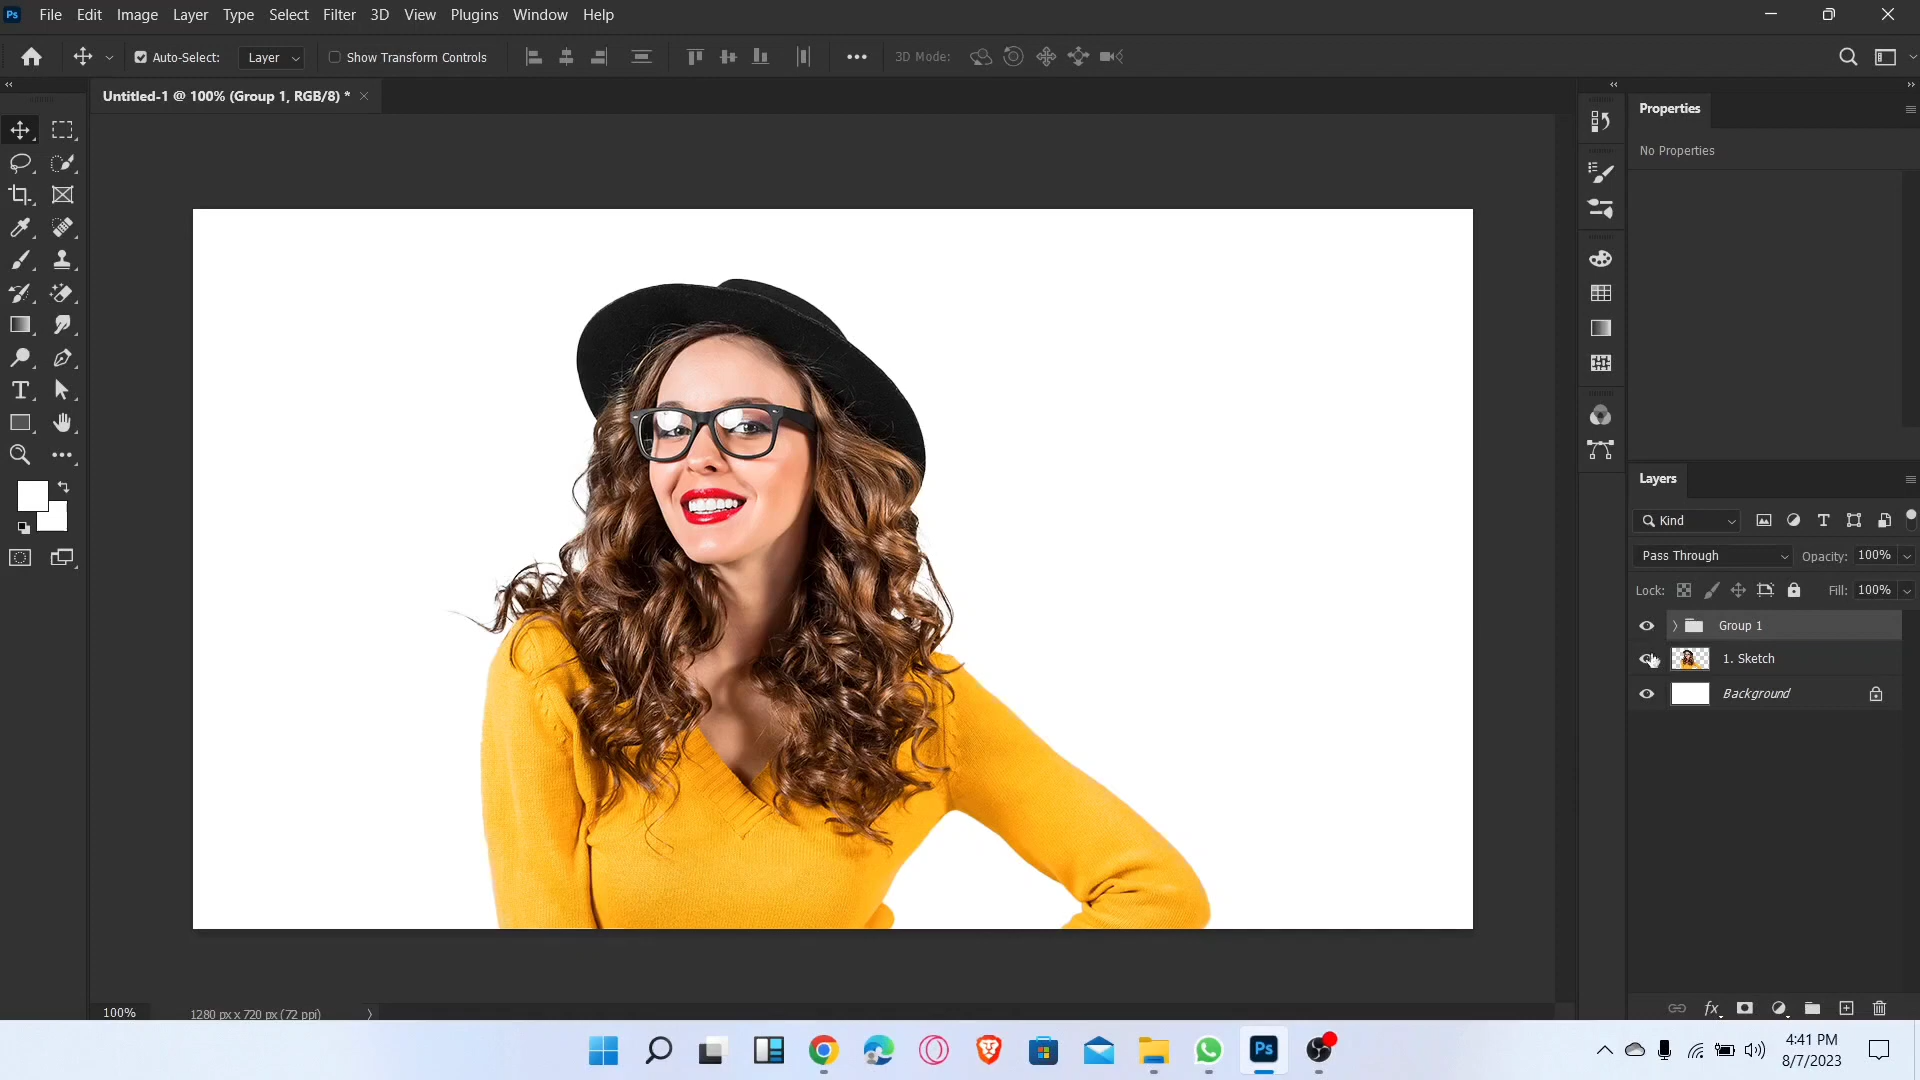 Ps File Edit Image Layer Type Select Filter 3D View Plugins Window Help
Auto-Select: Layer Show Transform Controls 3D Mode:
Untitled-1 @ 100% (Group 1, RGB/8) *
Properties
No Properties
Layers
Kind
Pass Through Opacity: 100%
Lock: Fill: 100%
Group 1
1. Sketch
Background
100% 1280 px x 720 px (72 ppi)
Ps
4:41 PM
8/7/2023